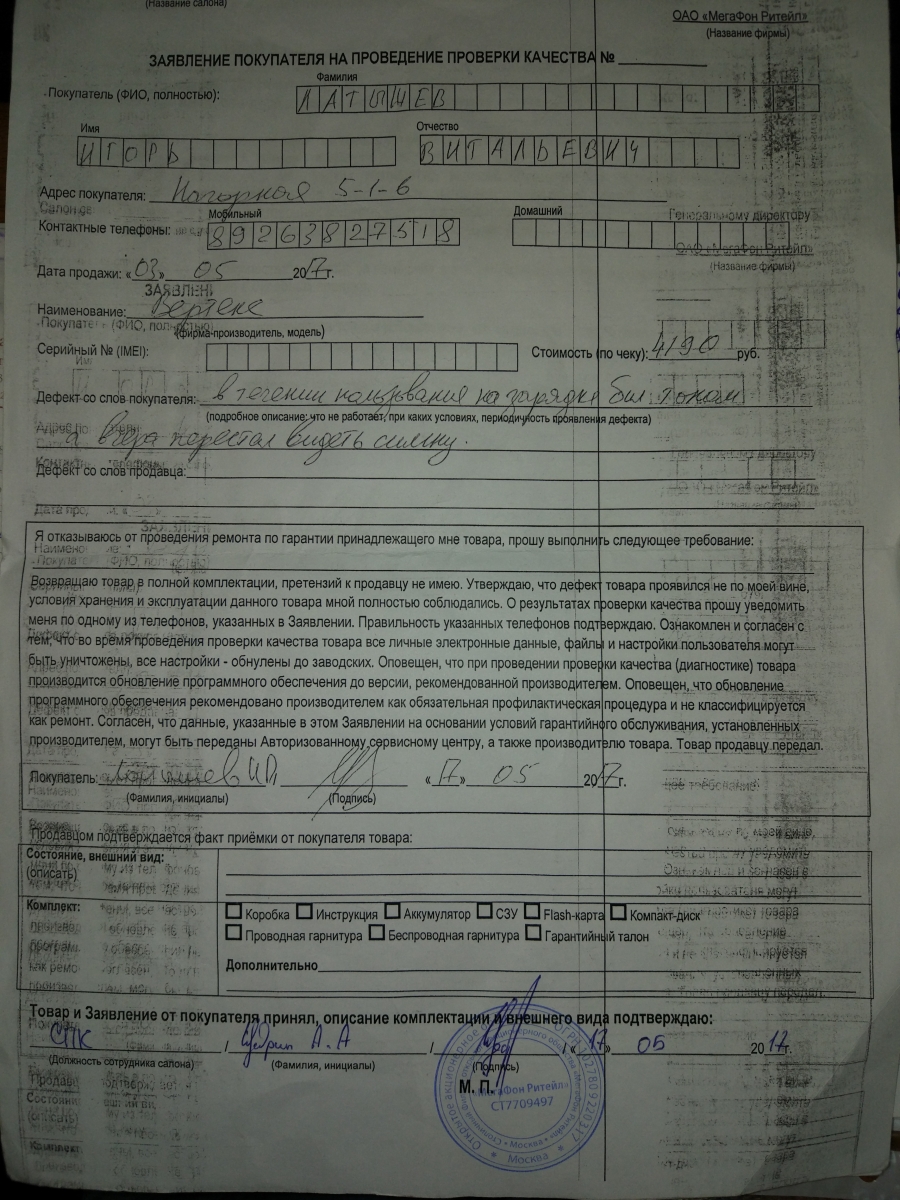 (Название салона)
ОАО «МегаФон Ритейл»
(Название фирмы)
ЗАЯВЛЕНИЕ ПОКУПАТЕЛЯ НА ПРОВЕДЕНИЕ ПРОВЕРКИ КАЧЕСТВА №
Фамилия
Покупатель (ФИО, полностью): ЛАТЫШЕВ
Имя Отчество
ИГОРЬ ВИТАЛЬЕВИЧ
Адрес покупателя: Нагорная 5-1-6
Мобильный Домашний Генеральному директору
Контактные телефоны: 89263827518
ОАО «МегаФон Ритейл»
(Название фирмы)
Дата продажи: «03» 05 2017г.
ЗАЯВЛЕНИ
Наименование: Вертекс
Покупатель (ФИО, полностью)
(фирма-производитель, модель)
Серийный № (IMEI): Стоимость (по чеку): 4190 руб.
Дефект со слов покупателя: в течении пользования на зарядке бил током
(подробное описание: что не работает, при каких условиях, периодичность проявления дефекта)
а вчера перестал видеть симку.
Дефект со слов продавца:
Я отказываюсь от проведения ремонта по гарантии принадлежащего мне товара, прошу выполнить следующее требование:
Возвращаю товар в полной комплектации, претензий к продавцу не имею. Утверждаю, что дефект товара проявился не по моей вине,
условия хранения и эксплуатации данного товара мной полностью соблюдались. О результатах проверки качества прошу уведомить
меня по одному из телефонов, указанных в Заявлении. Правильность указанных телефонов подтверждаю. Ознакомлен и согласен с
тем, что во время проведения проверки качества товара все личные электронные данные, файлы и настройки пользователя могут
быть уничтожены, все настройки - обнулены до заводских. Оповещен, что при проведении проверки качества (диагностике) товара
производится обновление программного обеспечения до версии, рекомендованной производителем. Оповещен, что обновление
программного обеспечения рекомендовано производителем как обязательная профилактическая процедура и не классифицируется
как ремонт. Согласен, что данные, указанные в этом Заявлении на основании условий гарантийного обслуживания, установленных
производителем, могут быть переданы Авторизованному сервисному центру, а также производителю товара. Товар продавцу передал.
Покупатель: Латышев И.В. «17» 05 2017г.
(Фамилия, инициалы) (Подпись)
Продавцом подтверждается факт приёмки от покупателя товара:
Состояние, внешний вид:
(описать)
Комплект: Коробка Инструкция Аккумулятор СЗУ Flash-карта Компакт-диск
Проводная гарнитура Беспроводная гарнитура Гарантийный талон
Дополнительно
Товар и Заявление от покупателя принял, описание комплектации и внешнего вида подтверждаю:
СПК / А.А / / «17» 05 2017г.
(Должность сотрудника салона) (Фамилия, инициалы) (Подпись)
М. П.
«МегаФон Ритейл»
СТ7709497
Москва